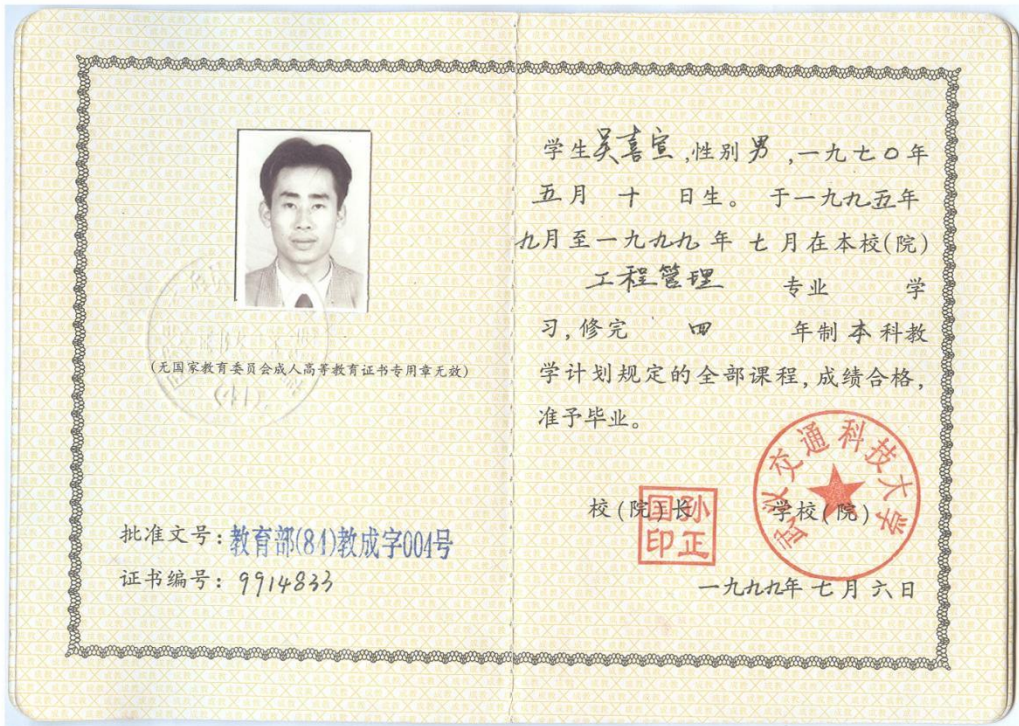 (无国家教育委员会成人高等教育证书专用章无效)
批准文号:教育部(84)教成字004号
证书编号:9914833
学生吴喜宣,性别男,一九七〇年
五月 十 日生。于一九九五年
九月至一九九九年 七月在本校(院)
工程管理 专业 学
习,修完 四 年制本科教
学计划规定的全部课程,成绩合格,
准予毕业。
校(院)长 学校(院)
孙正国印
武汉交通科技大学
一九九九年 七月 六日